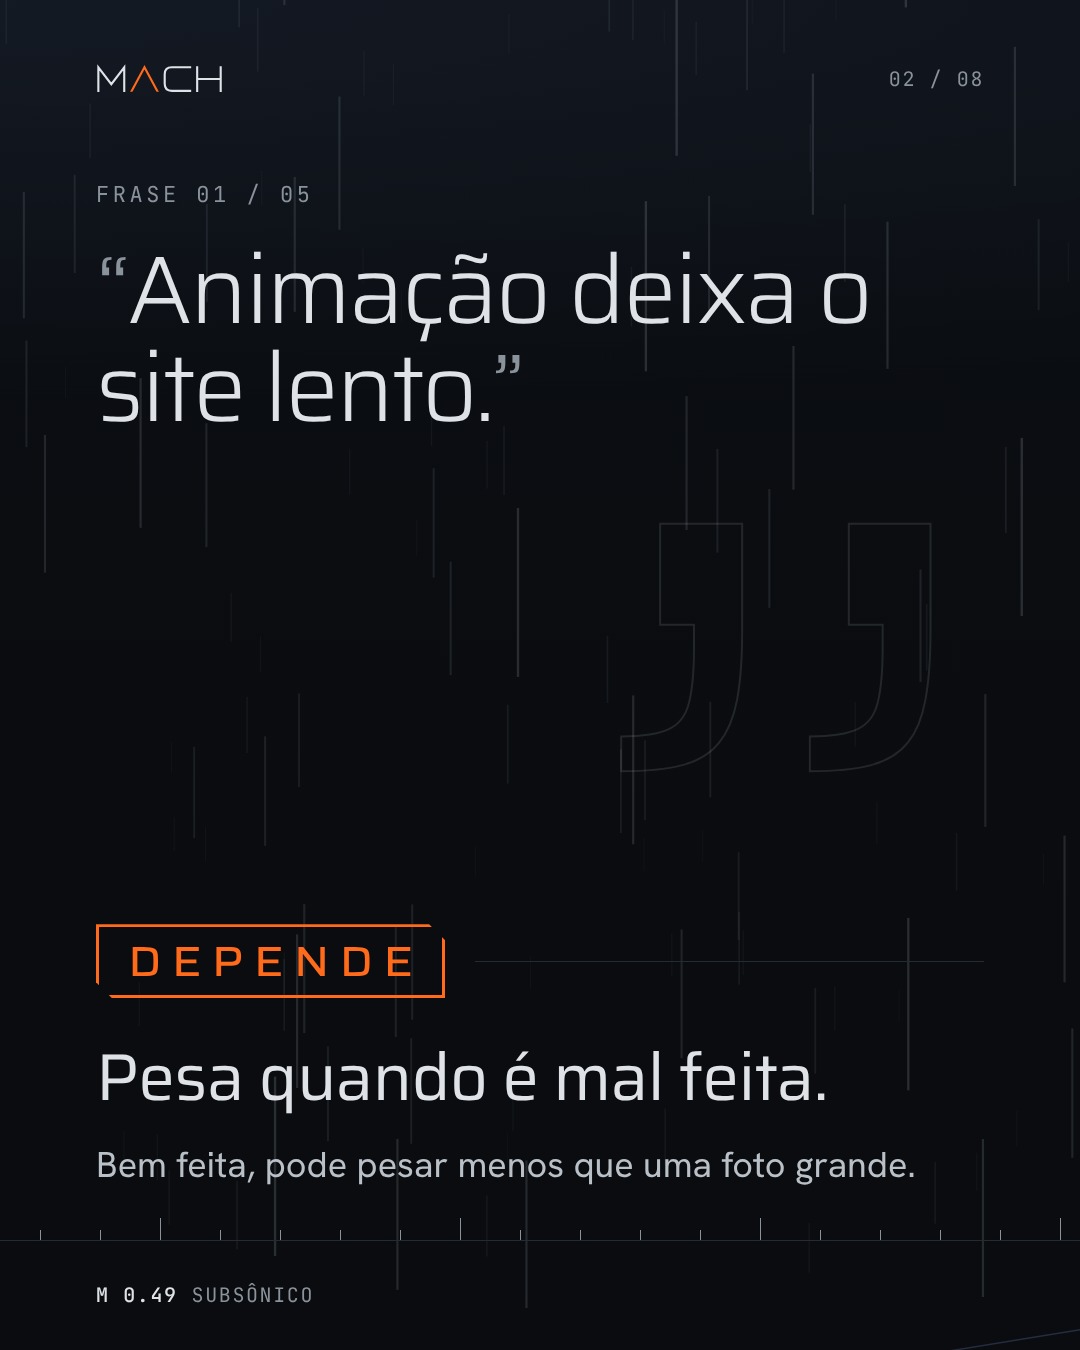 MACH
02 / 08
FRASE 01 / 05
“Animação deixa o
site lento.”
DEPENDE
Pesa quando é mal feita.
Bem feita, pode pesar menos que uma foto grande.
M 0.49 SUBSÔNICO